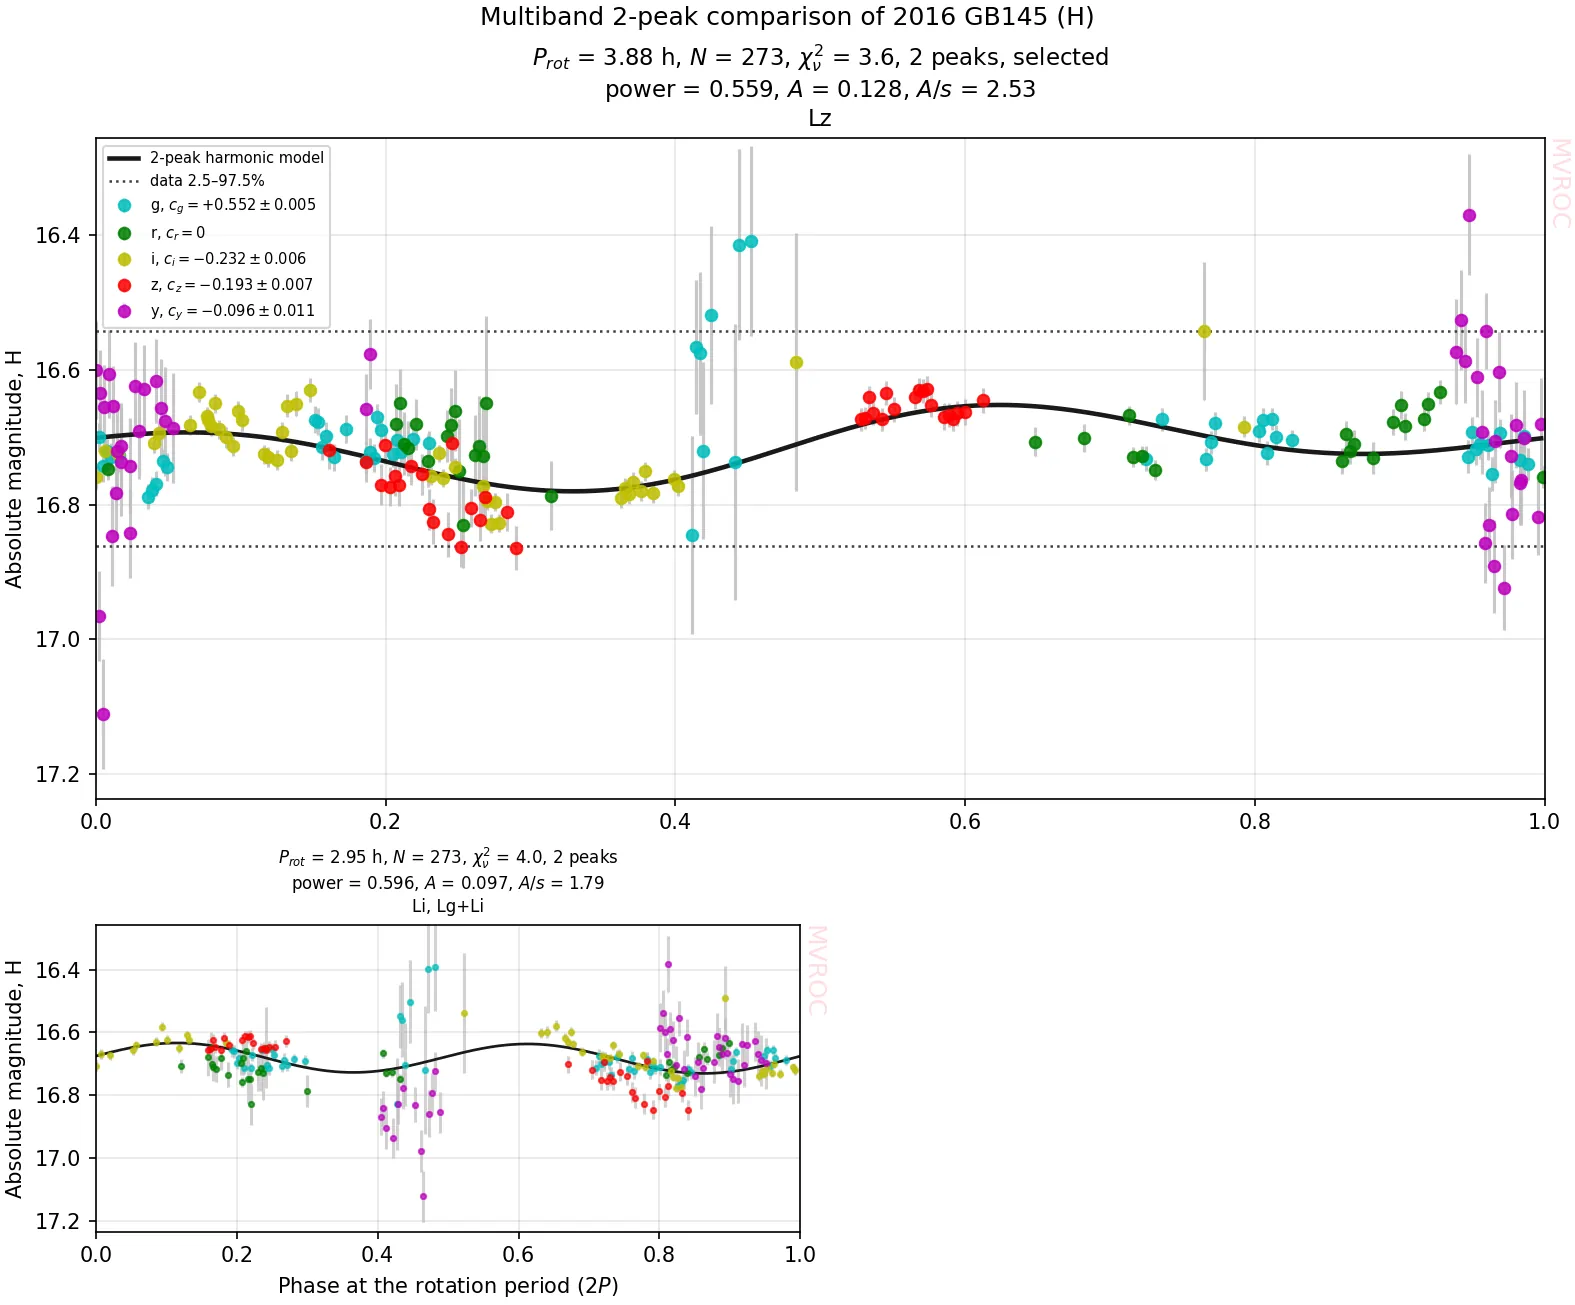 Multiband 2-peak comparison of 2016 GB145 (H)
P_rot = 3.88 h, N = 273, χ²_ν = 3.6, 2 peaks, selected
power = 0.559, A = 0.128, A/s = 2.53
Lz
2-peak harmonic model
data 2.5–97.5%
g, c_g = +0.552 ± 0.005
r, c_r = 0
i, c_i = −0.232 ± 0.006
z, c_z = −0.193 ± 0.007
y, c_y = −0.096 ± 0.011
MVROC
Absolute magnitude, H
16.4
16.6
16.8
17.0
17.2
0.0 0.2 0.4 0.6 0.8 1.0
P_rot = 2.95 h, N = 273, χ²_ν = 4.0, 2 peaks
power = 0.596, A = 0.097, A/s = 1.79
Li, Lg+Li
MVROC
Absolute magnitude, H
16.4
16.6
16.8
17.0
17.2
0.0 0.2 0.4 0.6 0.8 1.0
Phase at the rotation period (2P)